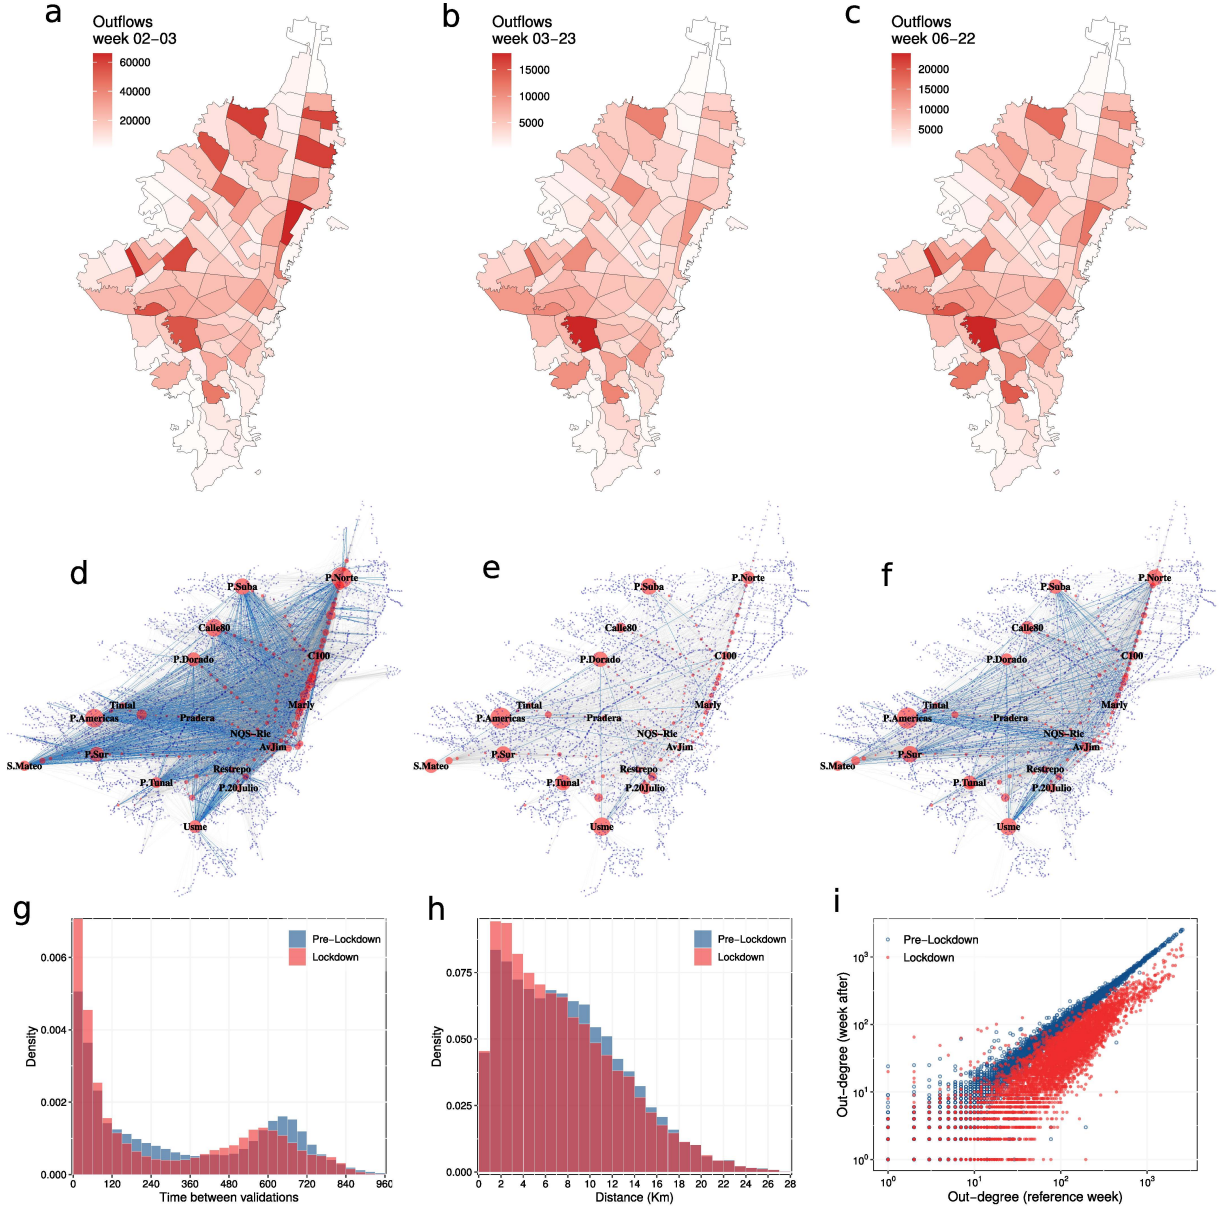 a
Outflows
week 02−03
60000
40000
20000
b
Outflows
week 03−23
15000
10000
5000
c
Outflows
week 06−22
20000
15000
10000
5000
d
P.Suba
P.Norte
Calle80
P.Dorado
C100
Tintal
P.Americas
Pradera
Marly
NQS−Ric
AvJim
P.Sur
S.Mateo
Restrepo
P.Tunal
P.20Julio
Usme
e
P.Suba
P.Norte
Calle80
P.Dorado
C100
Tintal
P.Americas
Pradera
Marly
NQS−Ric
AvJim
P.Sur
S.Mateo
Restrepo
P.Tunal
P.20Julio
Usme
f
P.Suba
P.Norte
Calle80
P.Dorado
C100
Tintal
P.Americas
Pradera
Marly
NQS−Ric
AvJim
P.Sur
S.Mateo
Restrepo
P.Tunal
P.20Julio
Usme
g
Pre−Lockdown
Lockdown
Density
0.006
0.004
0.002
0.000
0 120 240 360 480 600 720 840 960
Time between validations
h
Pre−Lockdown
Lockdown
Density
0.075
0.050
0.025
0.000
0 2 4 6 8 10 12 14 16 18 20 22 24 26 28
Distance (Km)
i
Pre−Lockdown
Lockdown
Out−degree (week after)
10³
10²
10¹
10⁰
10⁰ 10¹ 10² 10³
Out−degree (reference week)